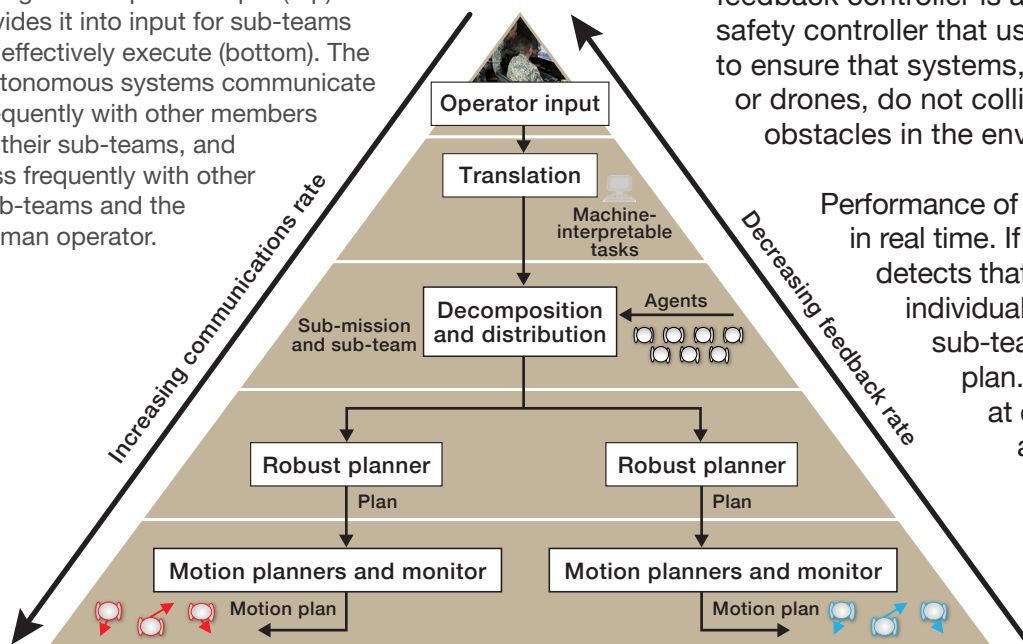 vides it into input for sub-teams
effectively execute (bottom). The
tonomous systems communicate
quently with other members
their sub-teams, and
ss frequently with other
b-teams and the
man operator.
safety controller that us
to ensure that systems,
or drones, do not colli
obstacles in the env
Performance of
in real time. If
detects that
individual
sub-tea
plan.
at
a
Increasing communications rate
Decreasing feedback rate
Operator input
Translation
Machine-
interpretable
tasks
Decomposition
and distribution
Sub-mission
and sub-team
Agents
Robust planner
Robust planner
Plan
Plan
Motion planners and monitor
Motion planners and monitor
Motion plan
Motion plan